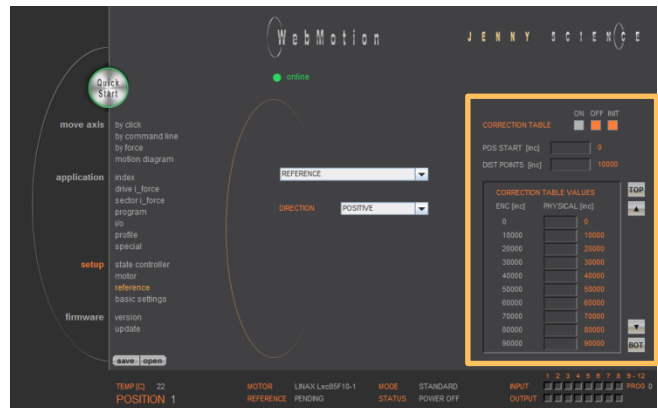 WebMotion
JENNY SCIENCE
online
Quick
Start
move axis
by click
by command line
by force
motion diagram
application
index
drive i_force
sector i_force
program
i/o
profile
special
setup
state controller
motor
reference
basic settings
firmware
version
update
save open
REFERENCE
DIRECTION POSITIVE
ON OFF INIT
CORRECTION TABLE
POS START [inc] 0
DIST POINTS [inc] 10000
CORRECTION TABLE VALUES
TOP
ENC [inc] PHYSICAL [inc]
0 0
10000 10000
20000 20000
30000 30000
40000 40000
50000 50000
60000 60000
70000 70000
80000 80000
90000 90000
BOT
TEMP [C] 22 MOTOR LINAX Lxc85F10-1 MODE STANDARD
POSITION 1 REFERENCE PENDING STATUS POWER OFF
1 2 3 4 5 6 7 8 9-12
INPUT PROG 0
OUTPUT